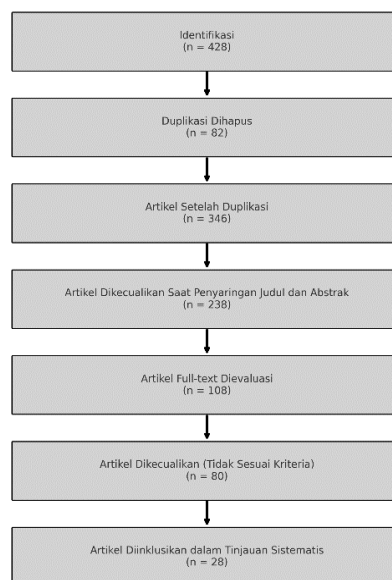 Identifikasi
(n = 428)
Duplikasi Dihapus
(n = 82)
Artikel Setelah Duplikasi
(n = 346)
Artikel Dikecualikan Saat Penyaringan Judul dan Abstrak
(n = 238)
Artikel Full-text Dievaluasi
(n = 108)
Artikel Dikecualikan (Tidak Sesuai Kriteria)
(n = 80)
Artikel Diinklusikan dalam Tinjauan Sistematis
(n = 28)